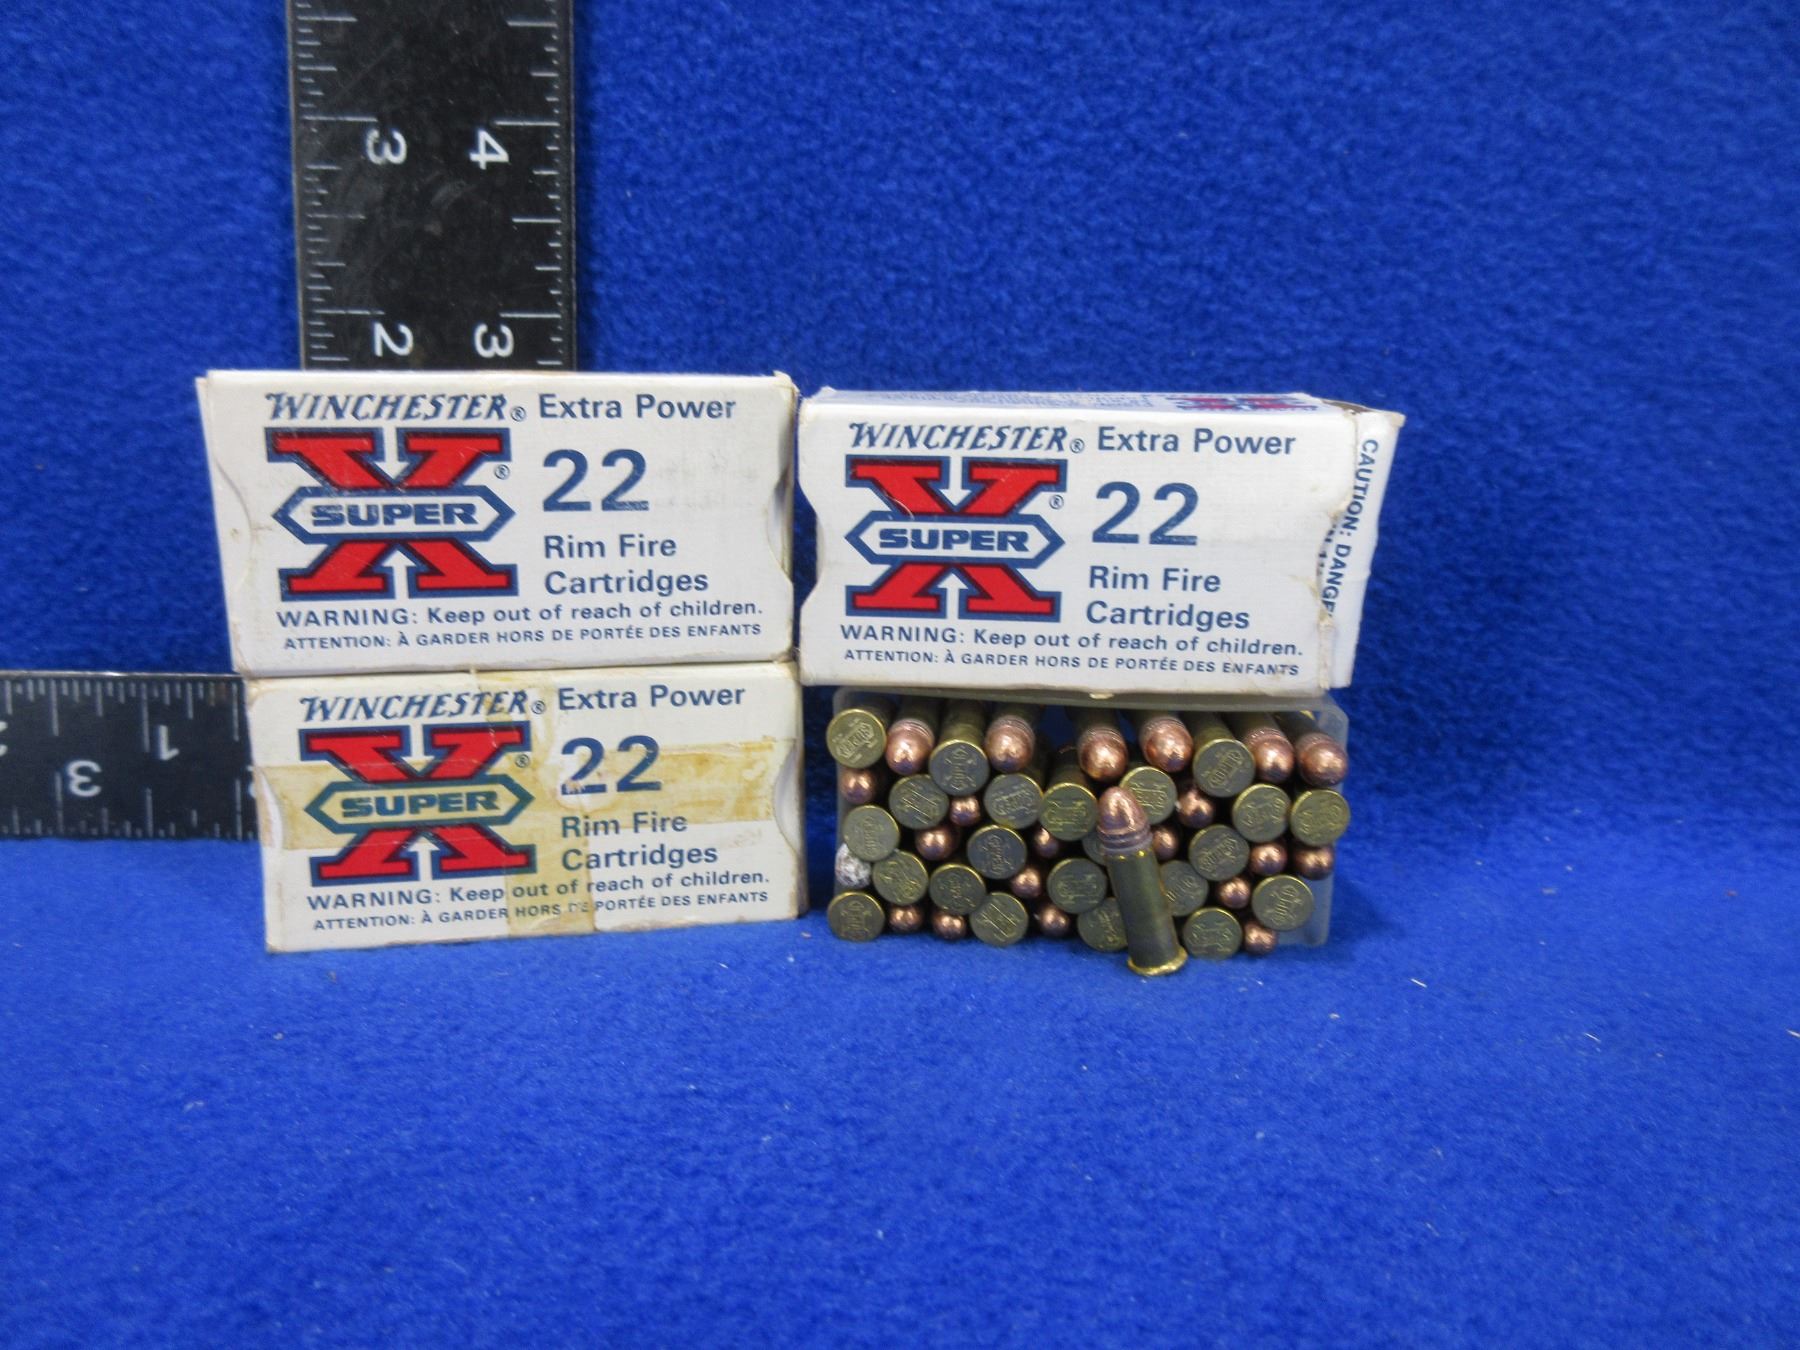 3 4
2 3
WINCHESTER® Extra Power
X SUPER ®
22
Rim Fire
Cartridges
WARNING: Keep out of reach of children.
ATTENTION: À GARDER HORS DE PORTÉE DES ENFANTS
WINCHESTER® Extra Power
X SUPER ®
22
Rim Fire
Cartridges
WARNING: Keep out of reach of children.
ATTENTION: À GARDER HORS DE PORTÉE DES ENFANTS
CAUTION: DANGE
1
3
WINCHESTER® Extra Power
X SUPER ®
22
Rim Fire
Cartridges
WARNING: Keep out of reach of children.
ATTENTION: À GARDER HORS DE PORTÉE DES ENFANTS